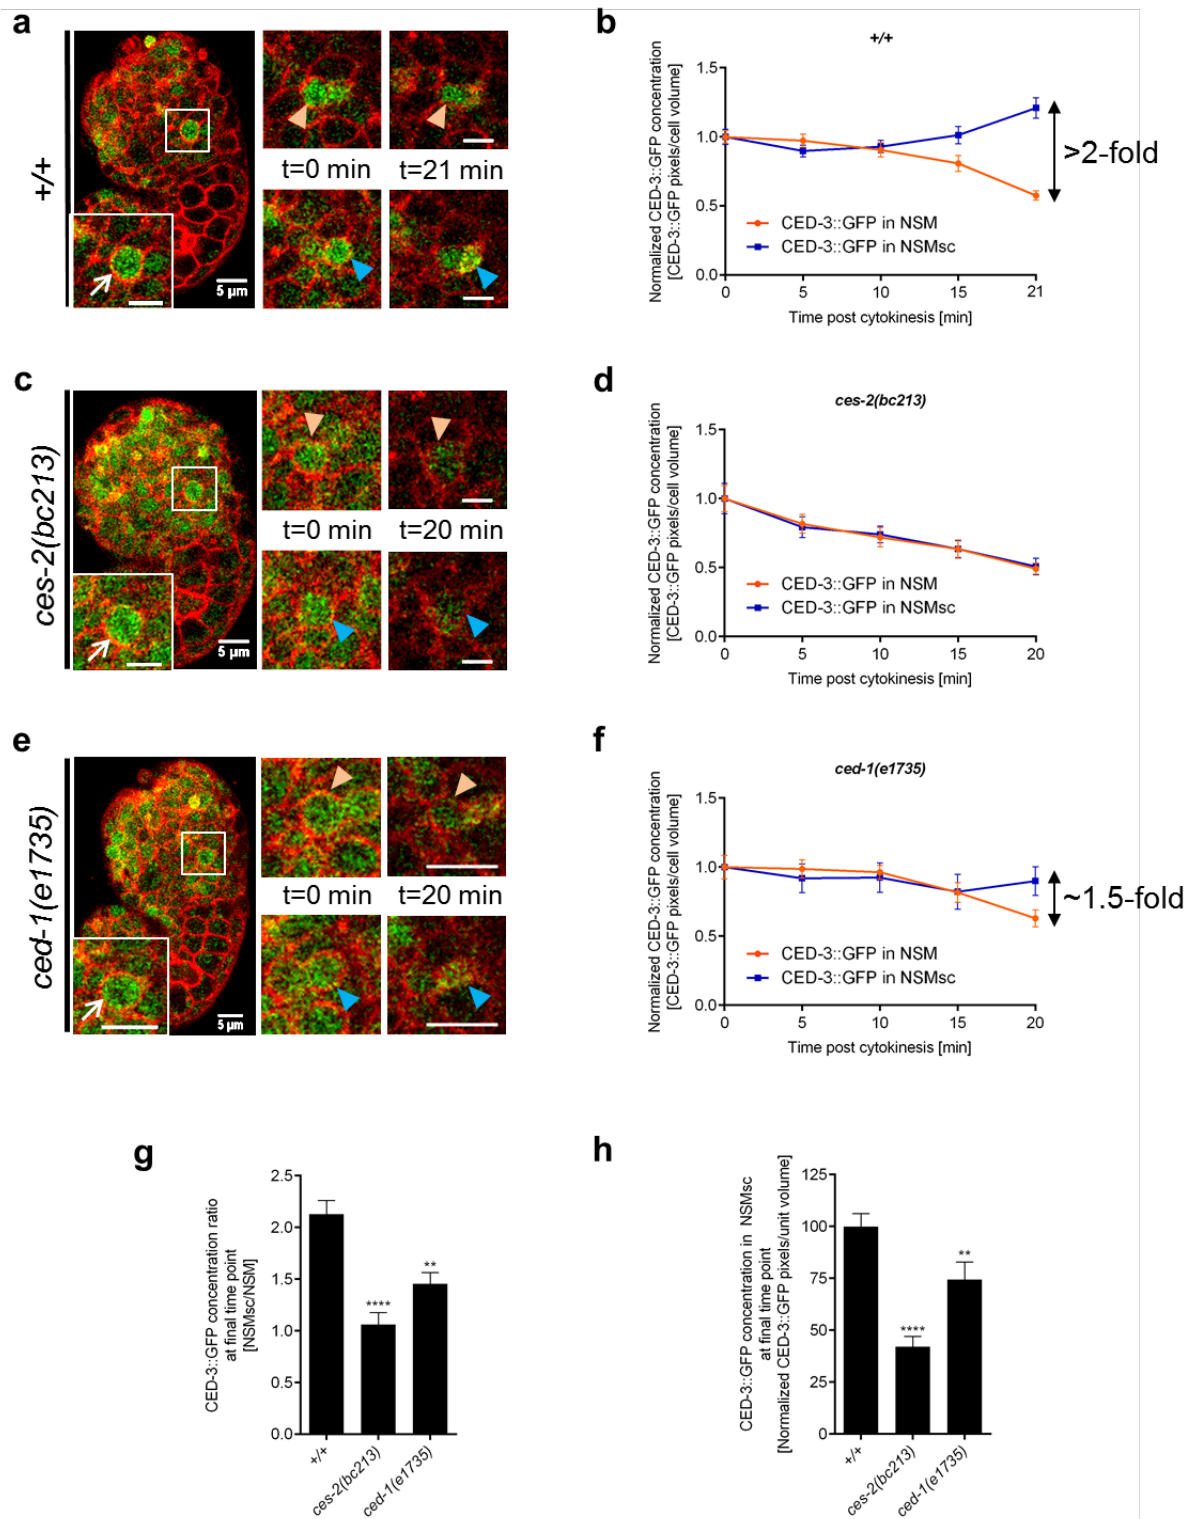 a
+/+
5 µm
t=0 min
t=21 min
b
+/+
Normalized CED-3::GFP concentration
[CED-3::GFP pixels/cell volume]
1.5
1.0
0.5
0.0
CED-3::GFP in NSM
CED-3::GFP in NSMsc
0
5
10
15
21
Time post cytokinesis [min]
>2-fold
c
ces-2(bc213)
5 µm
t=0 min
t=20 min
d
ces-2(bc213)
Normalized CED-3::GFP concentration
[CED-3::GFP pixels/cell volume]
1.5
1.0
0.5
0.0
CED-3::GFP in NSM
CED-3::GFP in NSMsc
0
5
10
15
20
Time post cytokinesis [min]
e
ced-1(e1735)
5 µm
t=0 min
t=20 min
f
ced-1(e1735)
Normalized CED-3::GFP concentration
[CED-3::GFP pixels/cell volume]
1.5
1.0
0.5
0.0
CED-3::GFP in NSM
CED-3::GFP in NSMsc
0
5
10
15
20
Time post cytokinesis [min]
~1.5-fold
g
CED-3::GFP concentration ratio
at final time point
[NSMsc/NSM]
2.5
2.0
1.5
1.0
0.5
0.0
****
**
+/+
ces-2(bc213)
ced-1(e1735)
h
CED-3::GFP concentration in NSMsc
at final time point
[Normalized CED-3::GFP pixels/unit volume]
125
100
75
50
25
0
****
**
+/+
ces-2(bc213)
ced-1(e1735)